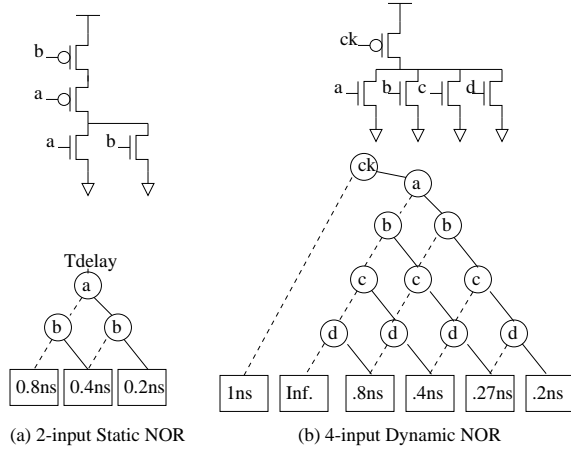 ck
b
a
a
b
a
b
c
d
ck
a
b
b
c
c
c
d
d
d
d
1ns
Inf.
.8ns
.4ns
.27ns
.2ns
Tdelay
a
b
b
0.8ns
0.4ns
0.2ns
(a) 2-input Static NOR
(b) 4-input Dynamic NOR